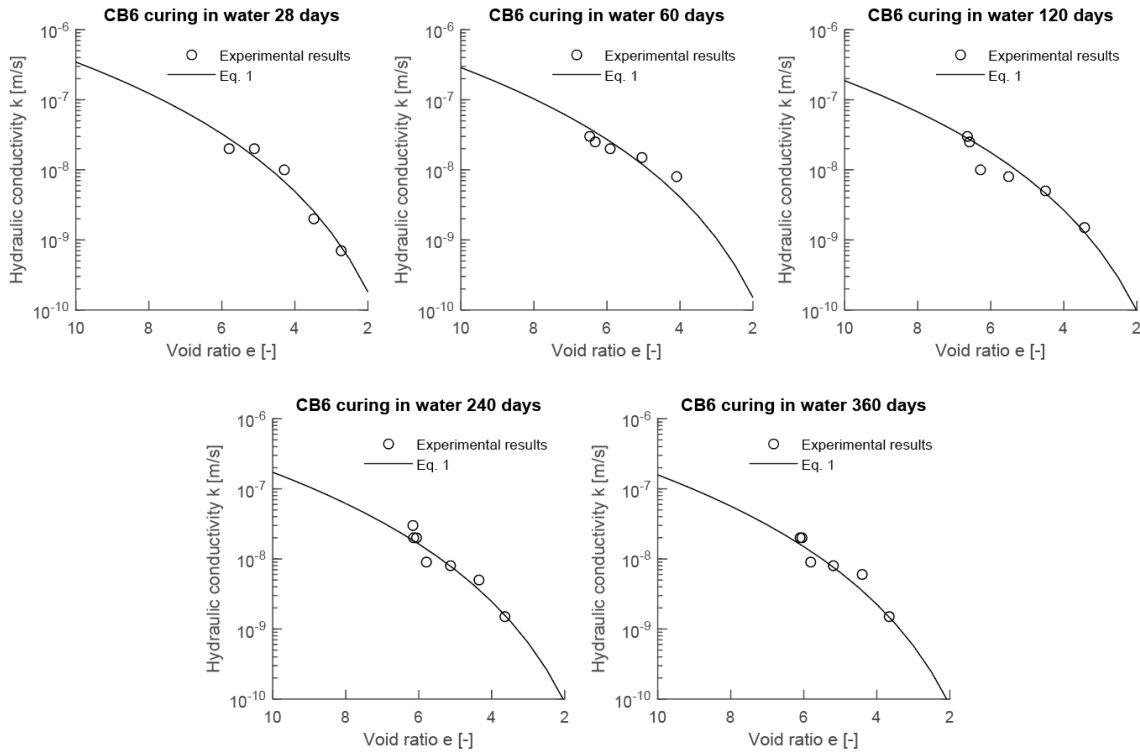 CB6 curing in water 28 days
Hydraulic conductivity k [m/s]
10^-6
10^-7
10^-8
10^-9
10^-10
Experimental results
Eq. 1
10 8 6 4 2
Void ratio e [-]
CB6 curing in water 60 days
Hydraulic conductivity k [m/s]
10^-6
10^-7
10^-8
10^-9
10^-10
Experimental results
Eq. 1
10 8 6 4 2
Void ratio e [-]
CB6 curing in water 120 days
Hydraulic conductivity k [m/s]
10^-6
10^-7
10^-8
10^-9
10^-10
Experimental results
Eq. 1
10 8 6 4 2
Void ratio e [-]
CB6 curing in water 240 days
Hydraulic conductivity k [m/s]
10^-6
10^-7
10^-8
10^-9
10^-10
Experimental results
Eq. 1
10 8 6 4 2
Void ratio e [-]
CB6 curing in water 360 days
Hydraulic conductivity k [m/s]
10^-6
10^-7
10^-8
10^-9
10^-10
Experimental results
Eq. 1
10 8 6 4 2
Void ratio e [-]